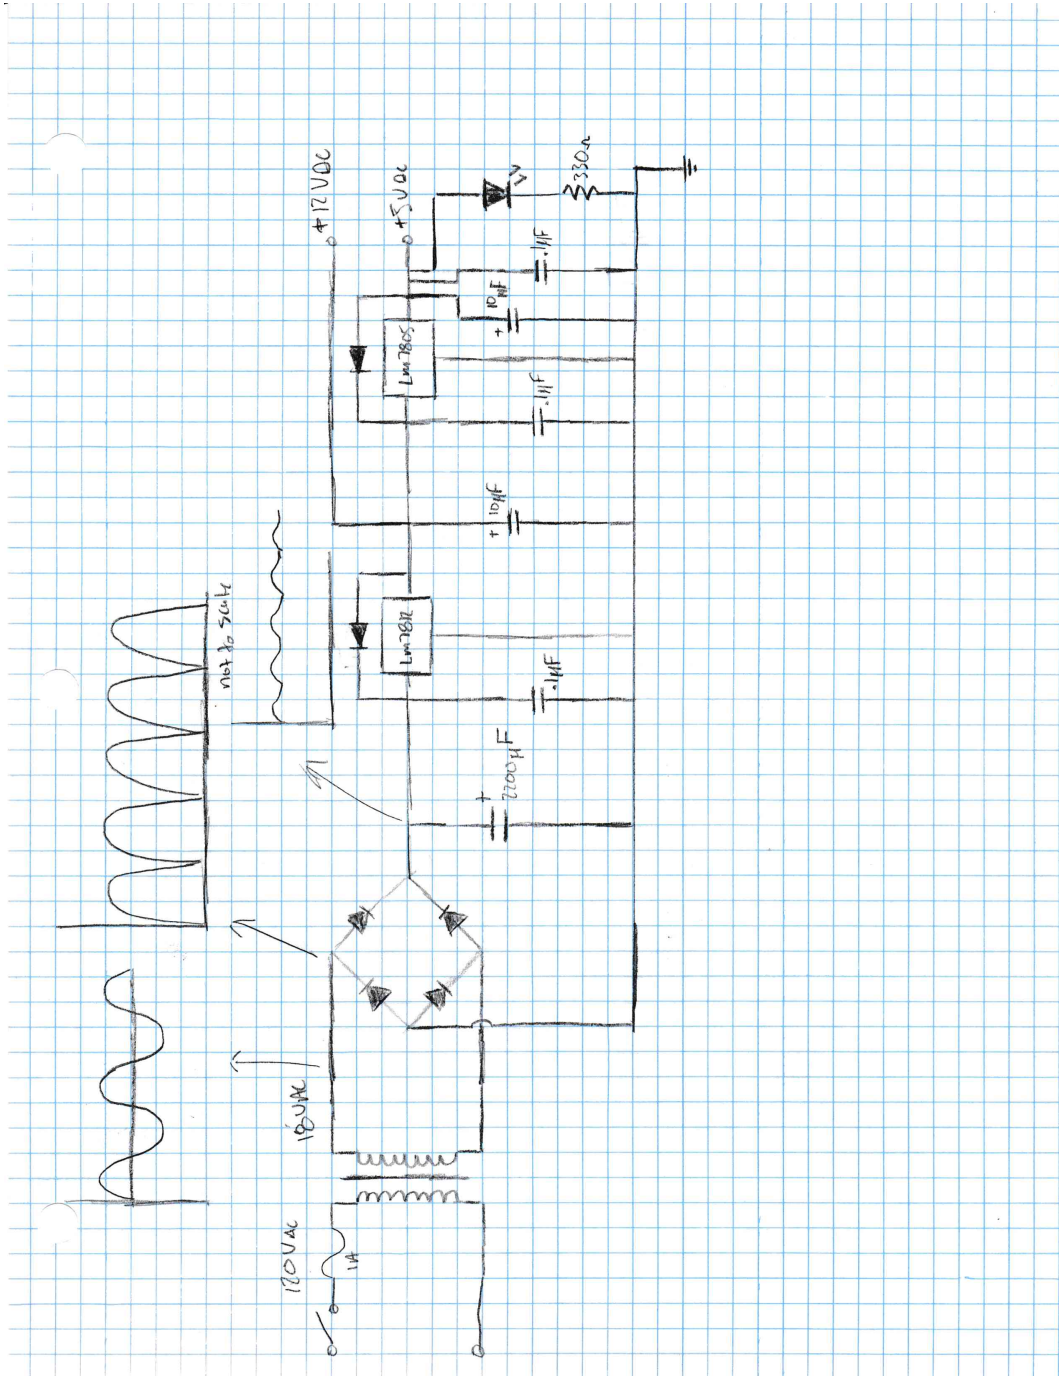 120VAC
1A
18VAC
not to scale
2200µF
+
.1µF
LM7812
+ 10µF
.1µF
LM7805
+ 10µF
.1µF
330Ω
+12VDC
+5VDC